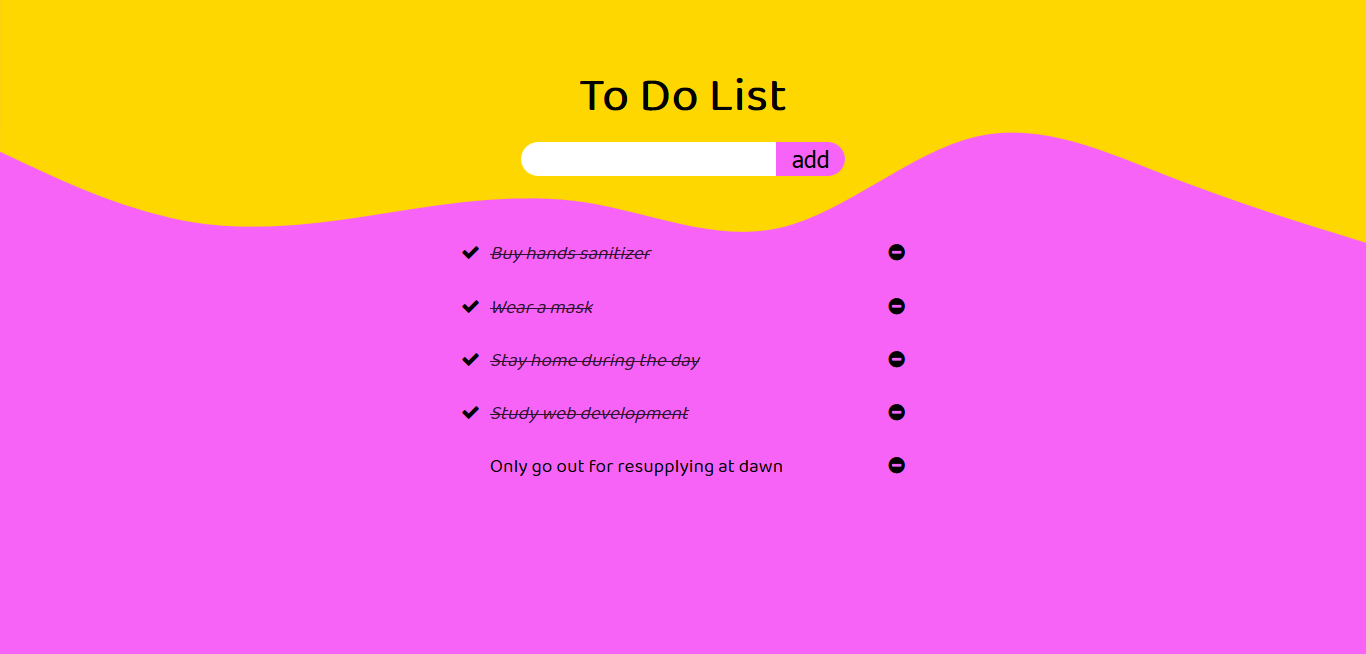 To Do List
add
Buy hands sanitizer
Wear a mask
Stay home during the day
Study web development
Only go out for resupplying at dawn